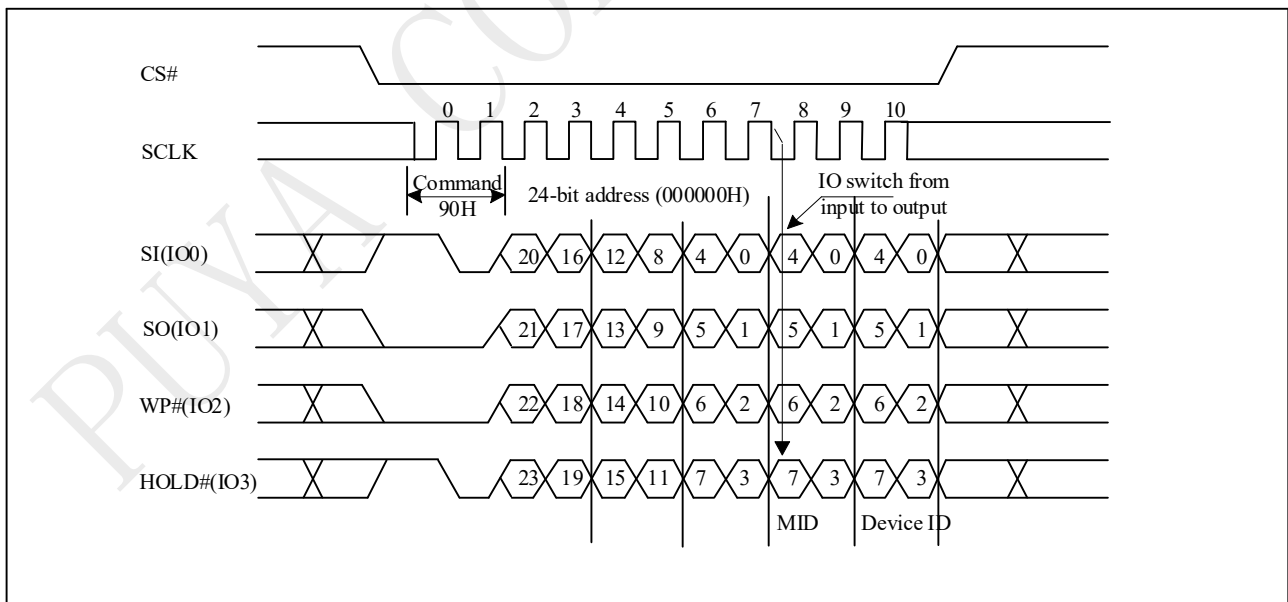 PUYA CO
CS#
0 1 2 3 4 5 6 7 8 9 10
SCLK
Command
90H
24-bit address (000000H)
IO switch from
input to output
SI(IO0)
20 16 12 8 4 0 4 0 4 0
SO(IO1)
21 17 13 9 5 1 5 1 5 1
WP#(IO2)
22 18 14 10 6 2 6 2 6 2
HOLD#(IO3)
23 19 15 11 7 3 7 3 7 3
MID Device ID